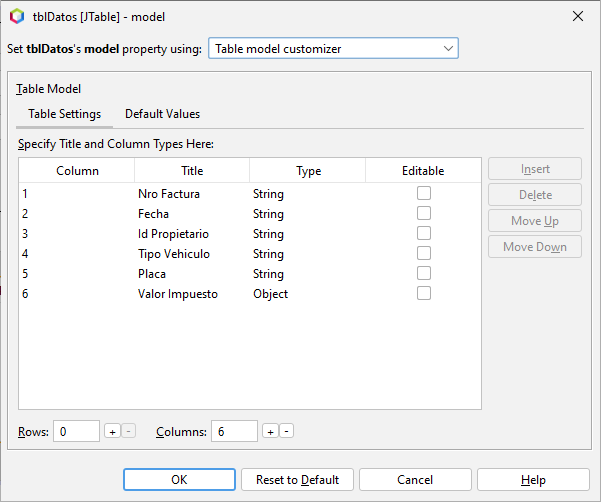 tblDatos [JTable] - model
Set tblDatos's model property using: Table model customizer
Table Model
Table Settings Default Values
Specify Title and Column Types Here:
Column Title Type Editable
1 Nro Factura String
2 Fecha String
3 Id Propietario String
4 Tipo Vehiculo String
5 Placa String
6 Valor Impuesto Object
Insert
Delete
Move Up
Move Down
Rows: 0 + - Columns: 6 + -
OK Reset to Default Cancel Help